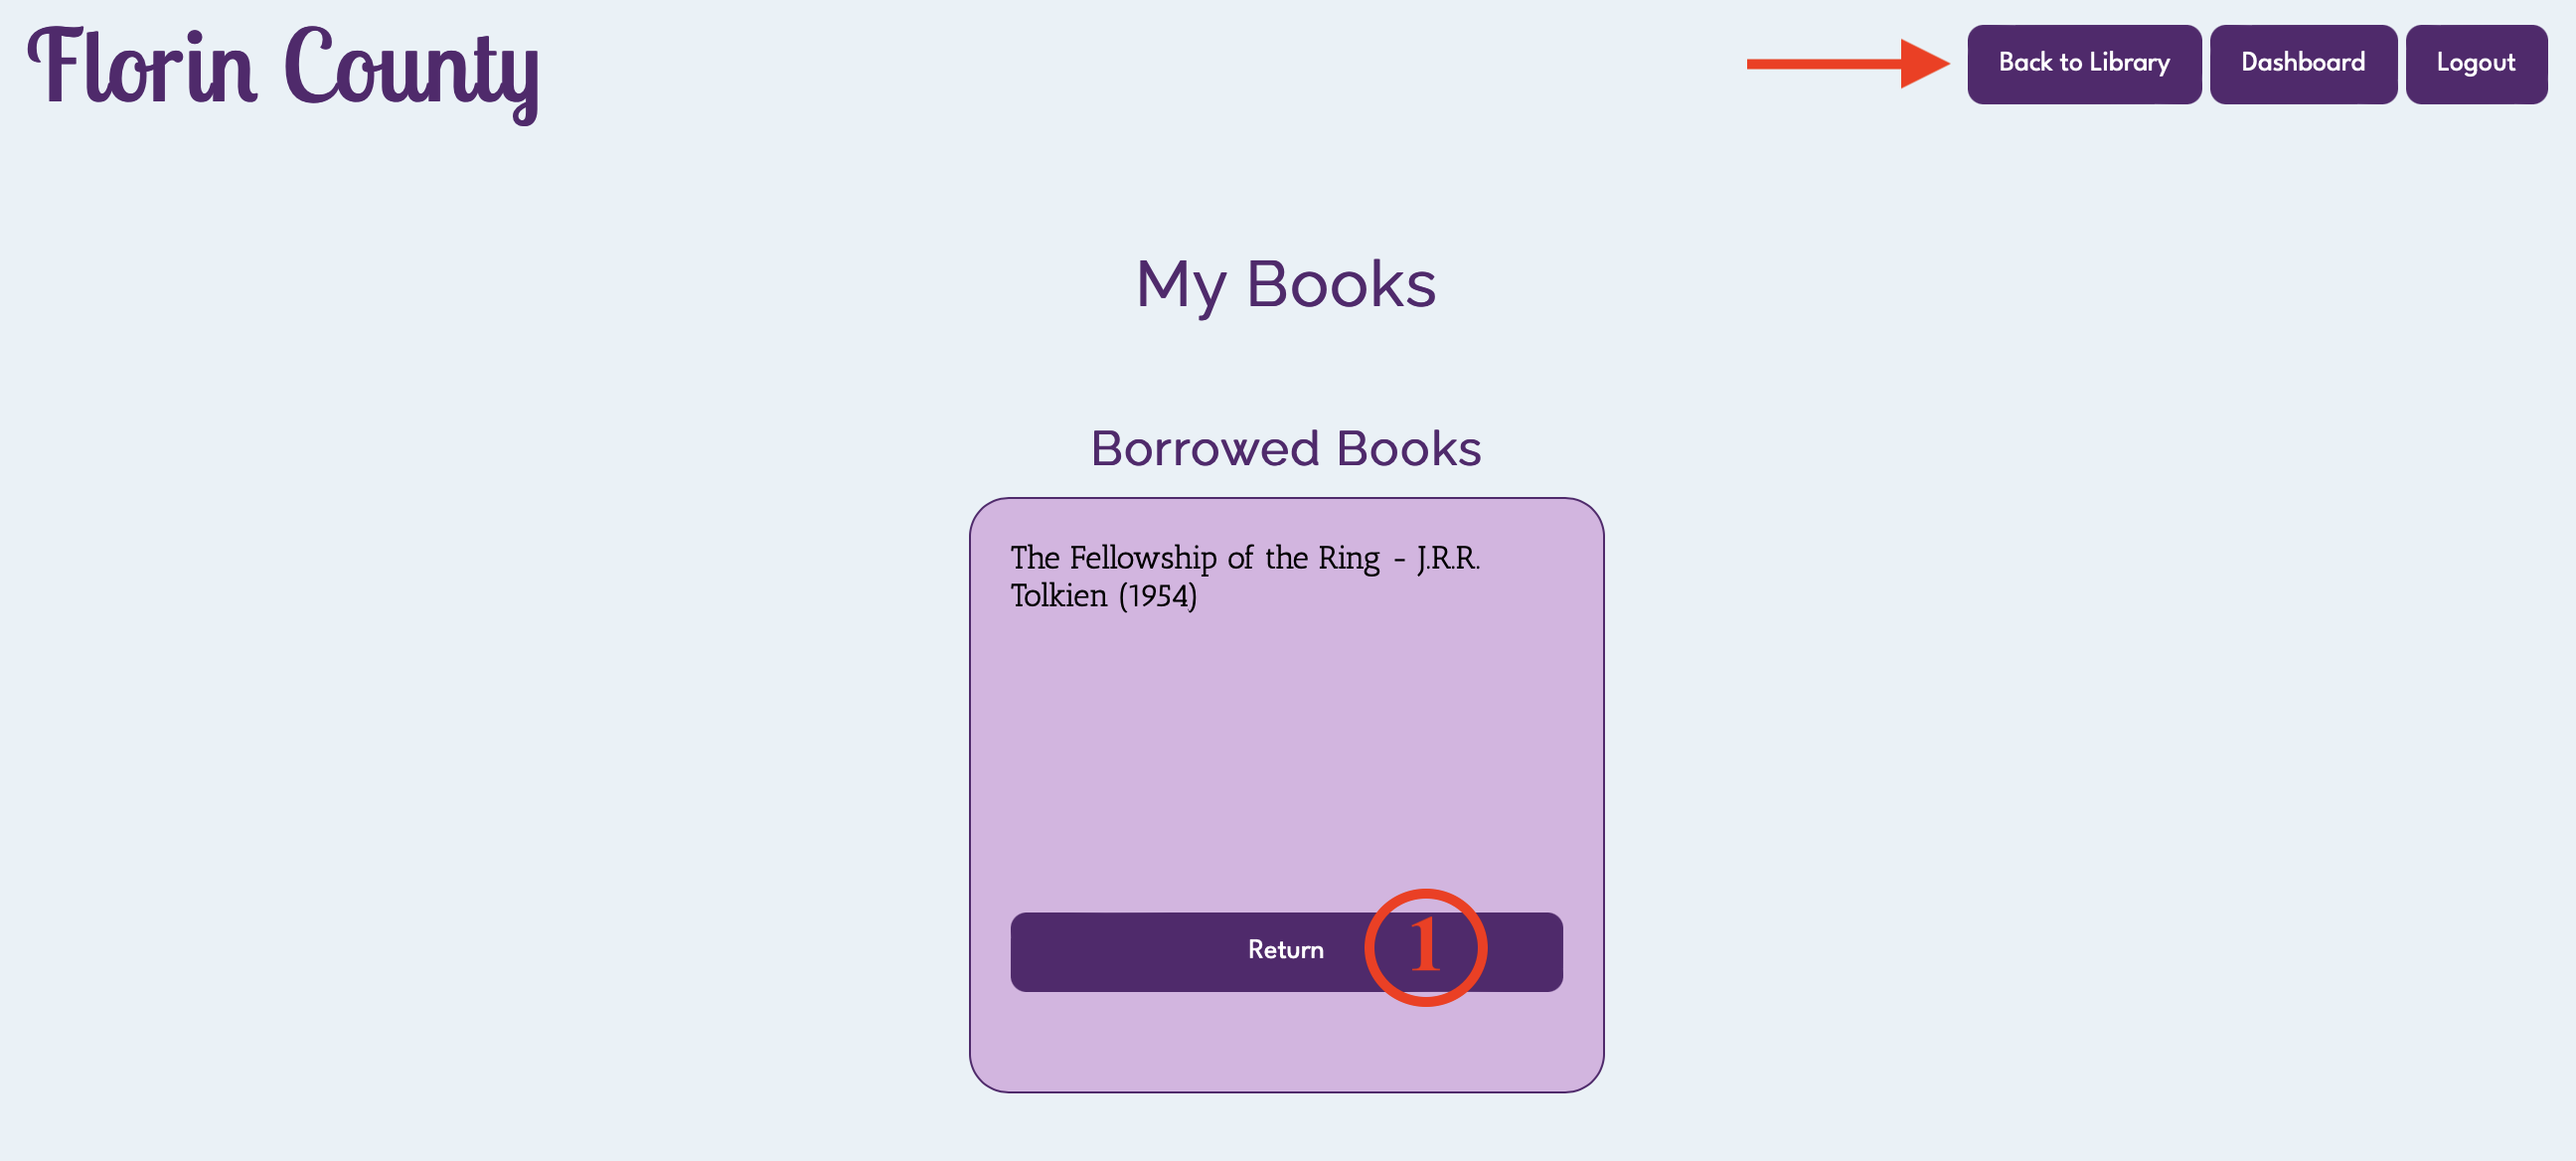 Florin County
Back to Library
Dashboard
Logout
My Books
Borrowed Books
The Fellowship of the Ring - J.R.R.
Tolkien (1954)
Return
1